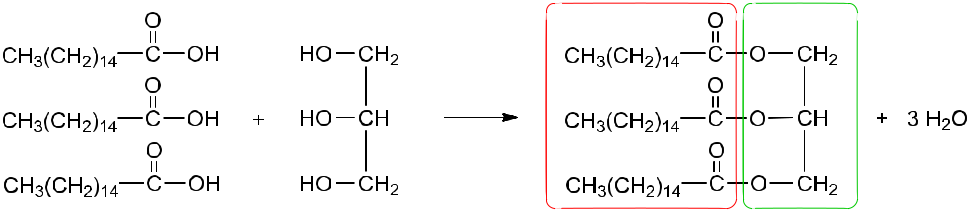 O O
CH₃(CH₂)₁₄—C—OH HO—CH₂ CH₃(CH₂)₁₄—C—O—CH₂
O O
CH₃(CH₂)₁₄—C—OH + HO—CH CH₃(CH₂)₁₄—C—O—CH + 3 H₂O
O O
CH₃(CH₂)₁₄—C—OH HO—CH₂ CH₃(CH₂)₁₄—C—O—CH₂